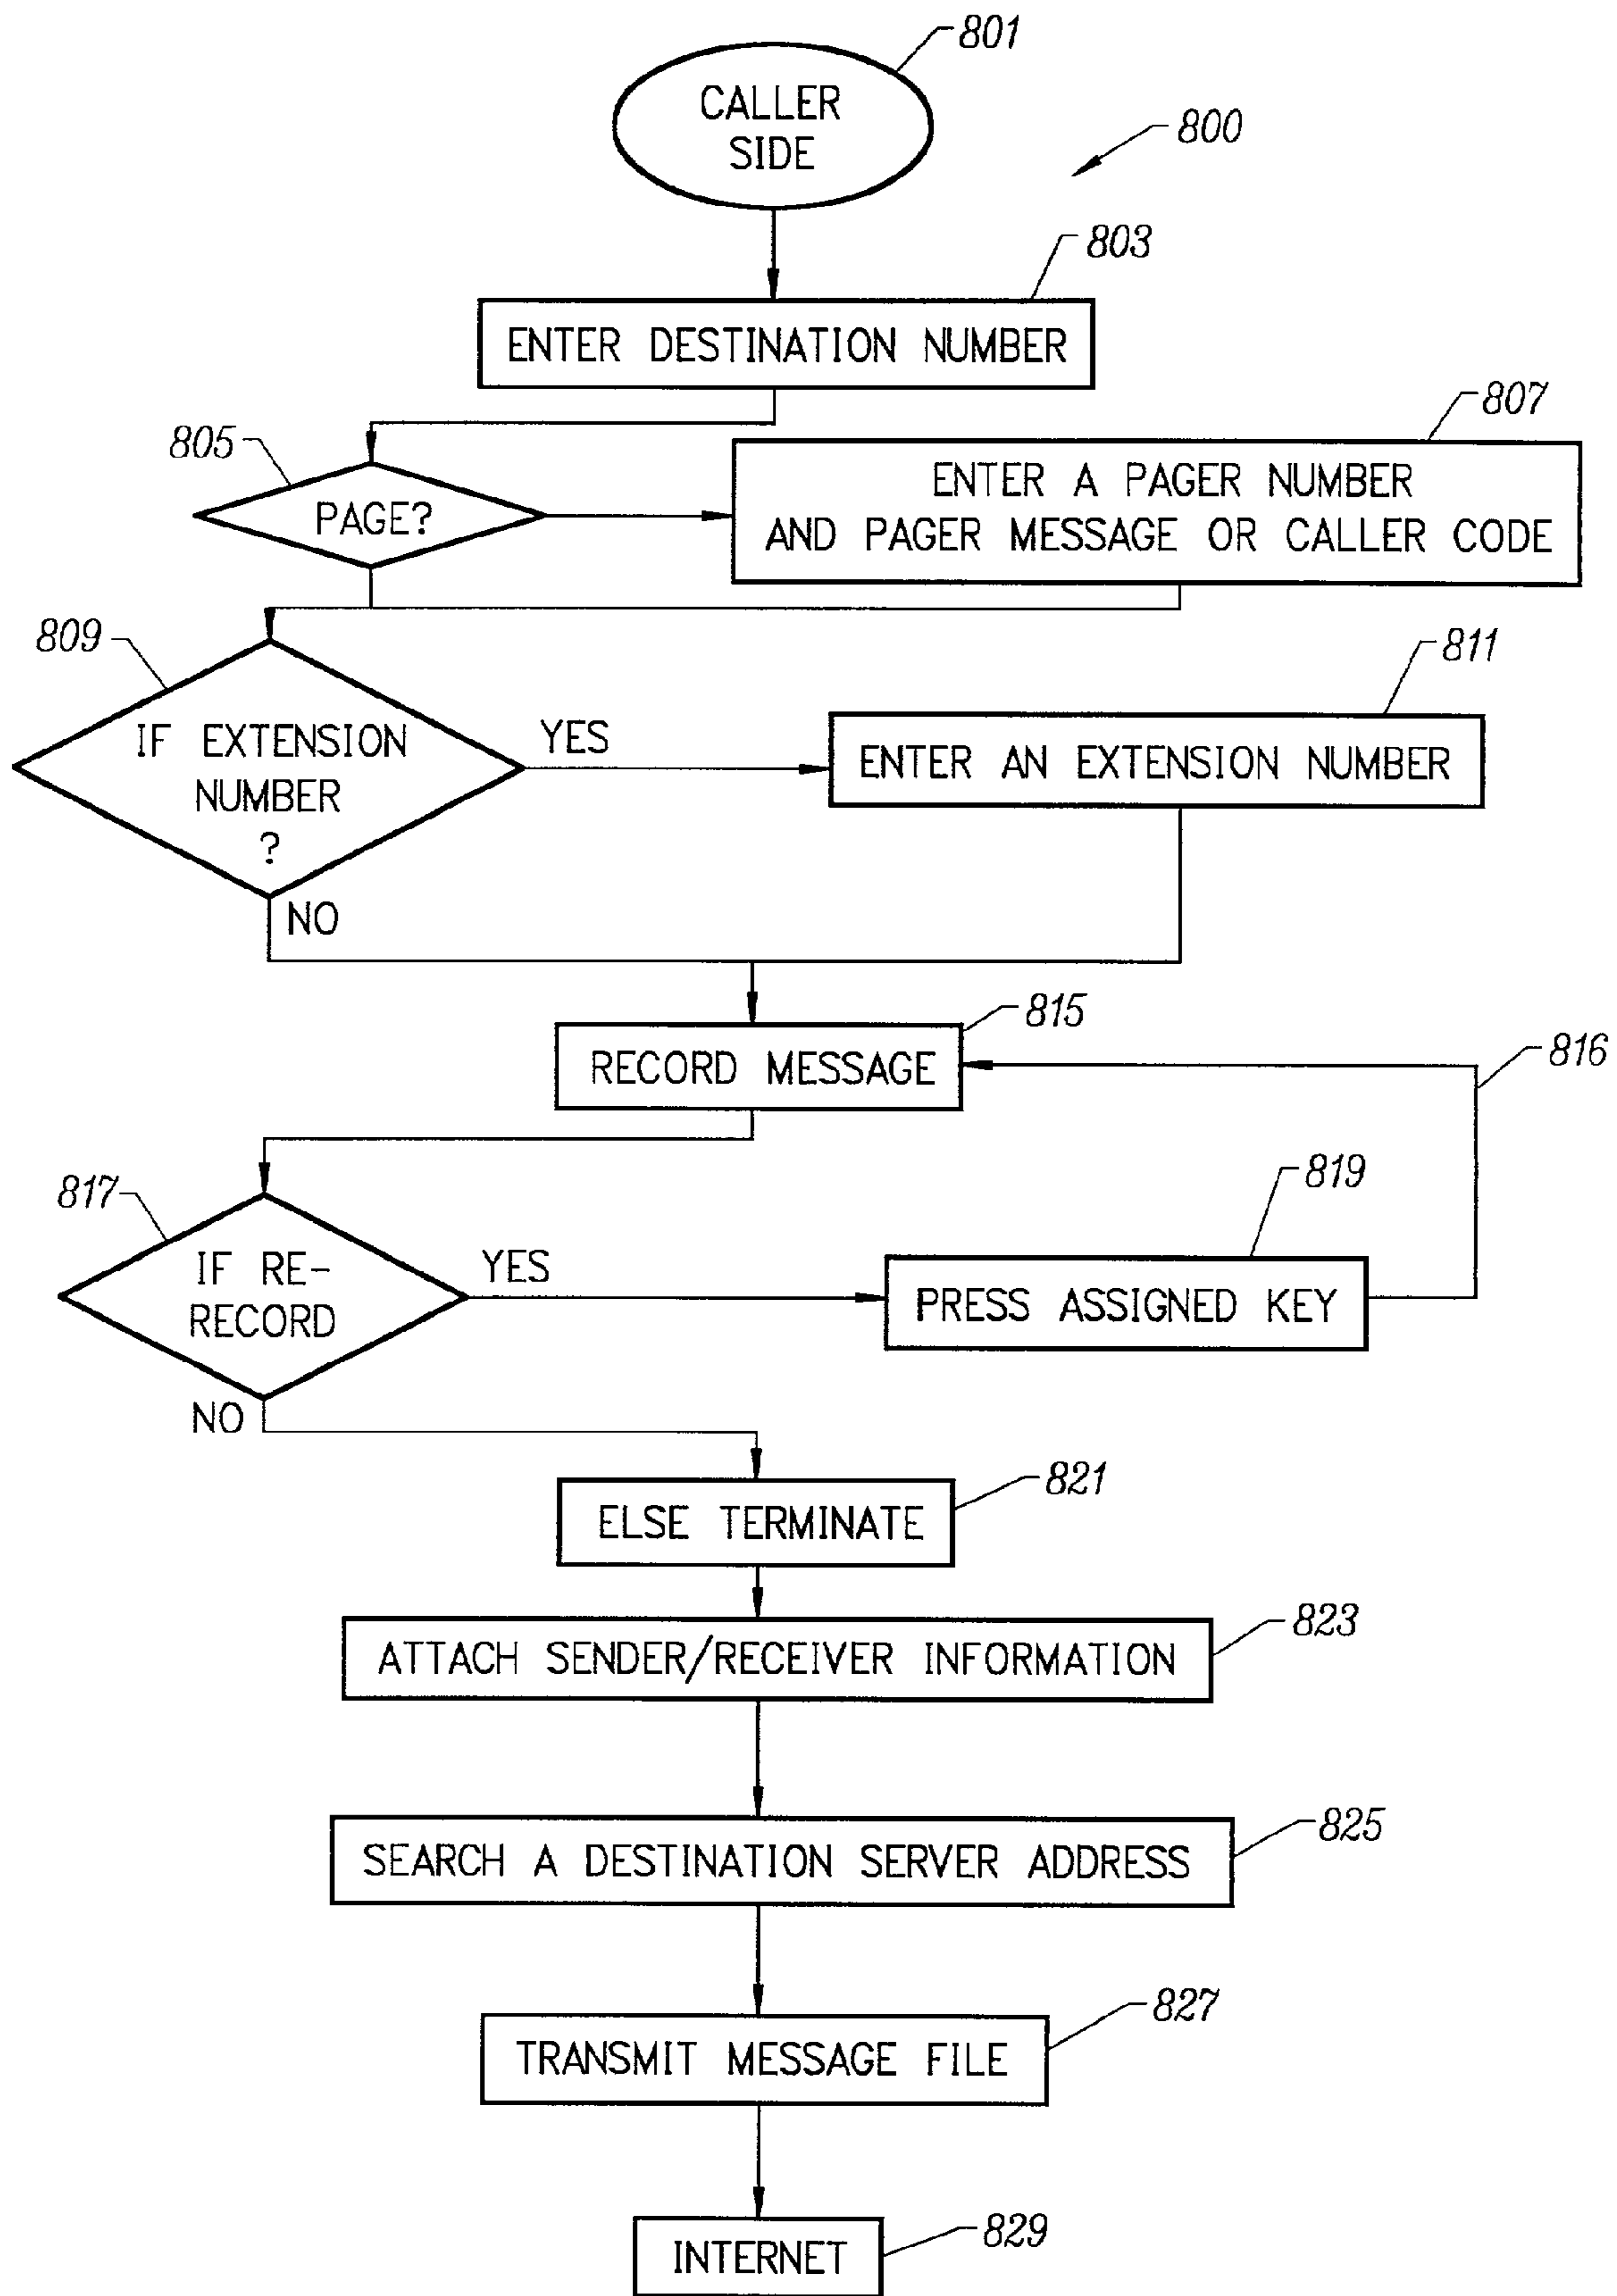 801
CALLER
SIDE
800
803
ENTER DESTINATION NUMBER
807
805
PAGE?
ENTER A PAGER NUMBER
AND PAGER MESSAGE OR CALLER CODE
809
811
IF EXTENSION
NUMBER
?
YES
ENTER AN EXTENSION NUMBER
NO
815
RECORD MESSAGE
816
817
819
IF RE-
RECORD
YES
PRESS ASSIGNED KEY
NO
821
ELSE TERMINATE
823
ATTACH SENDER/RECEIVER INFORMATION
825
SEARCH A DESTINATION SERVER ADDRESS
827
TRANSMIT MESSAGE FILE
829
INTERNET